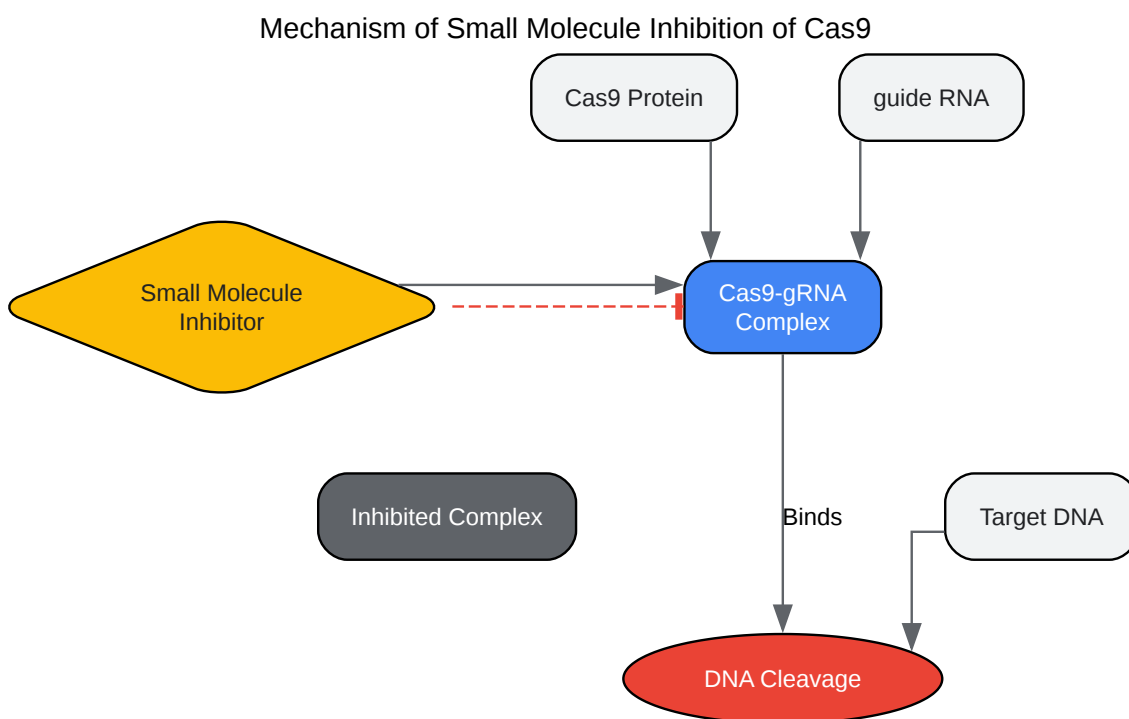 Mechanism of Small Molecule Inhibition of Cas9
Cas9 Protein
guide RNA
Small Molecule
Inhibitor
Cas9-gRNA
Complex
Inhibited Complex
Binds
Target DNA
DNA Cleavage